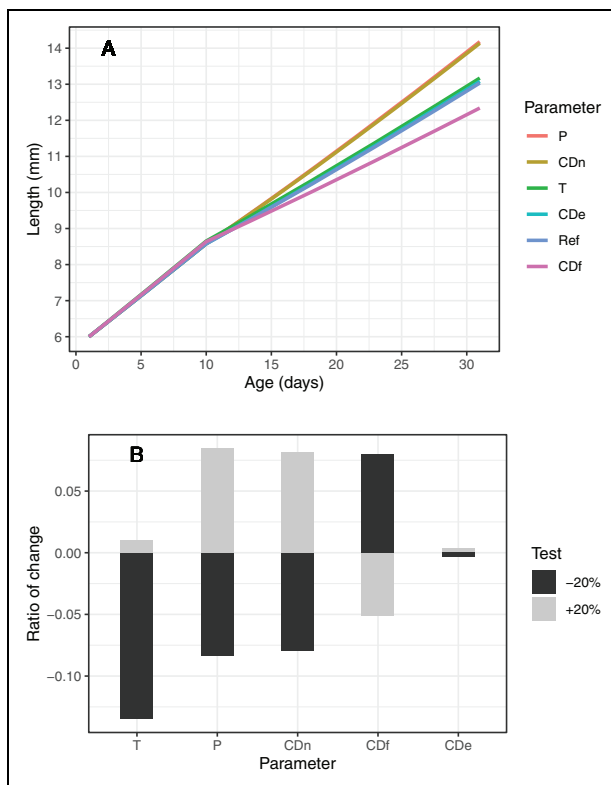 A
14
13
12
11
10
9
8
7
6
Length (mm)
0 5 10 15 20 25 30
Age (days)
Parameter
P
CDn
T
CDe
Ref
CDf
B
0.05
0.00
−0.05
−0.10
Ratio of change
T P CDn CDf CDe
Parameter
Test
−20%
+20%